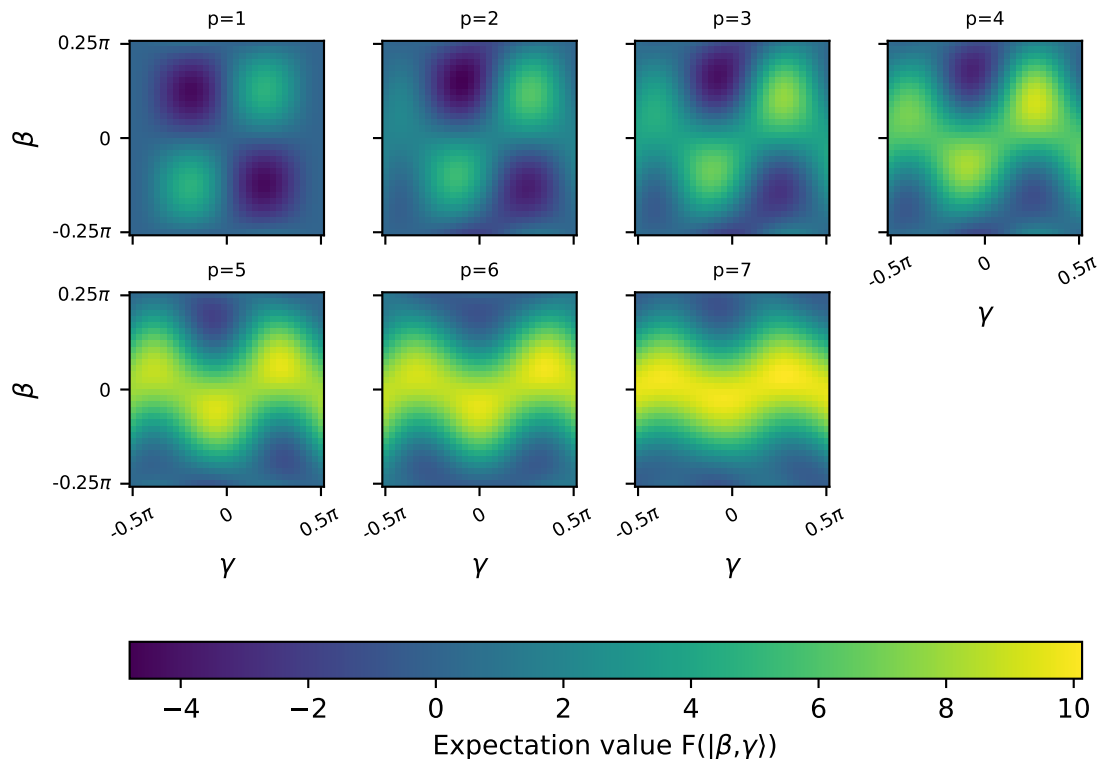 p=1
p=2
p=3
p=4
0.25π
0
-0.25π
β
-0.5π
0
0.5π
γ
p=5
p=6
p=7
0.25π
0
-0.25π
β
-0.5π
0
0.5π
-0.5π
0
0.5π
-0.5π
0
0.5π
γ
γ
γ
−4
−2
0
2
4
6
8
10
Expectation value F(|β,γ⟩)